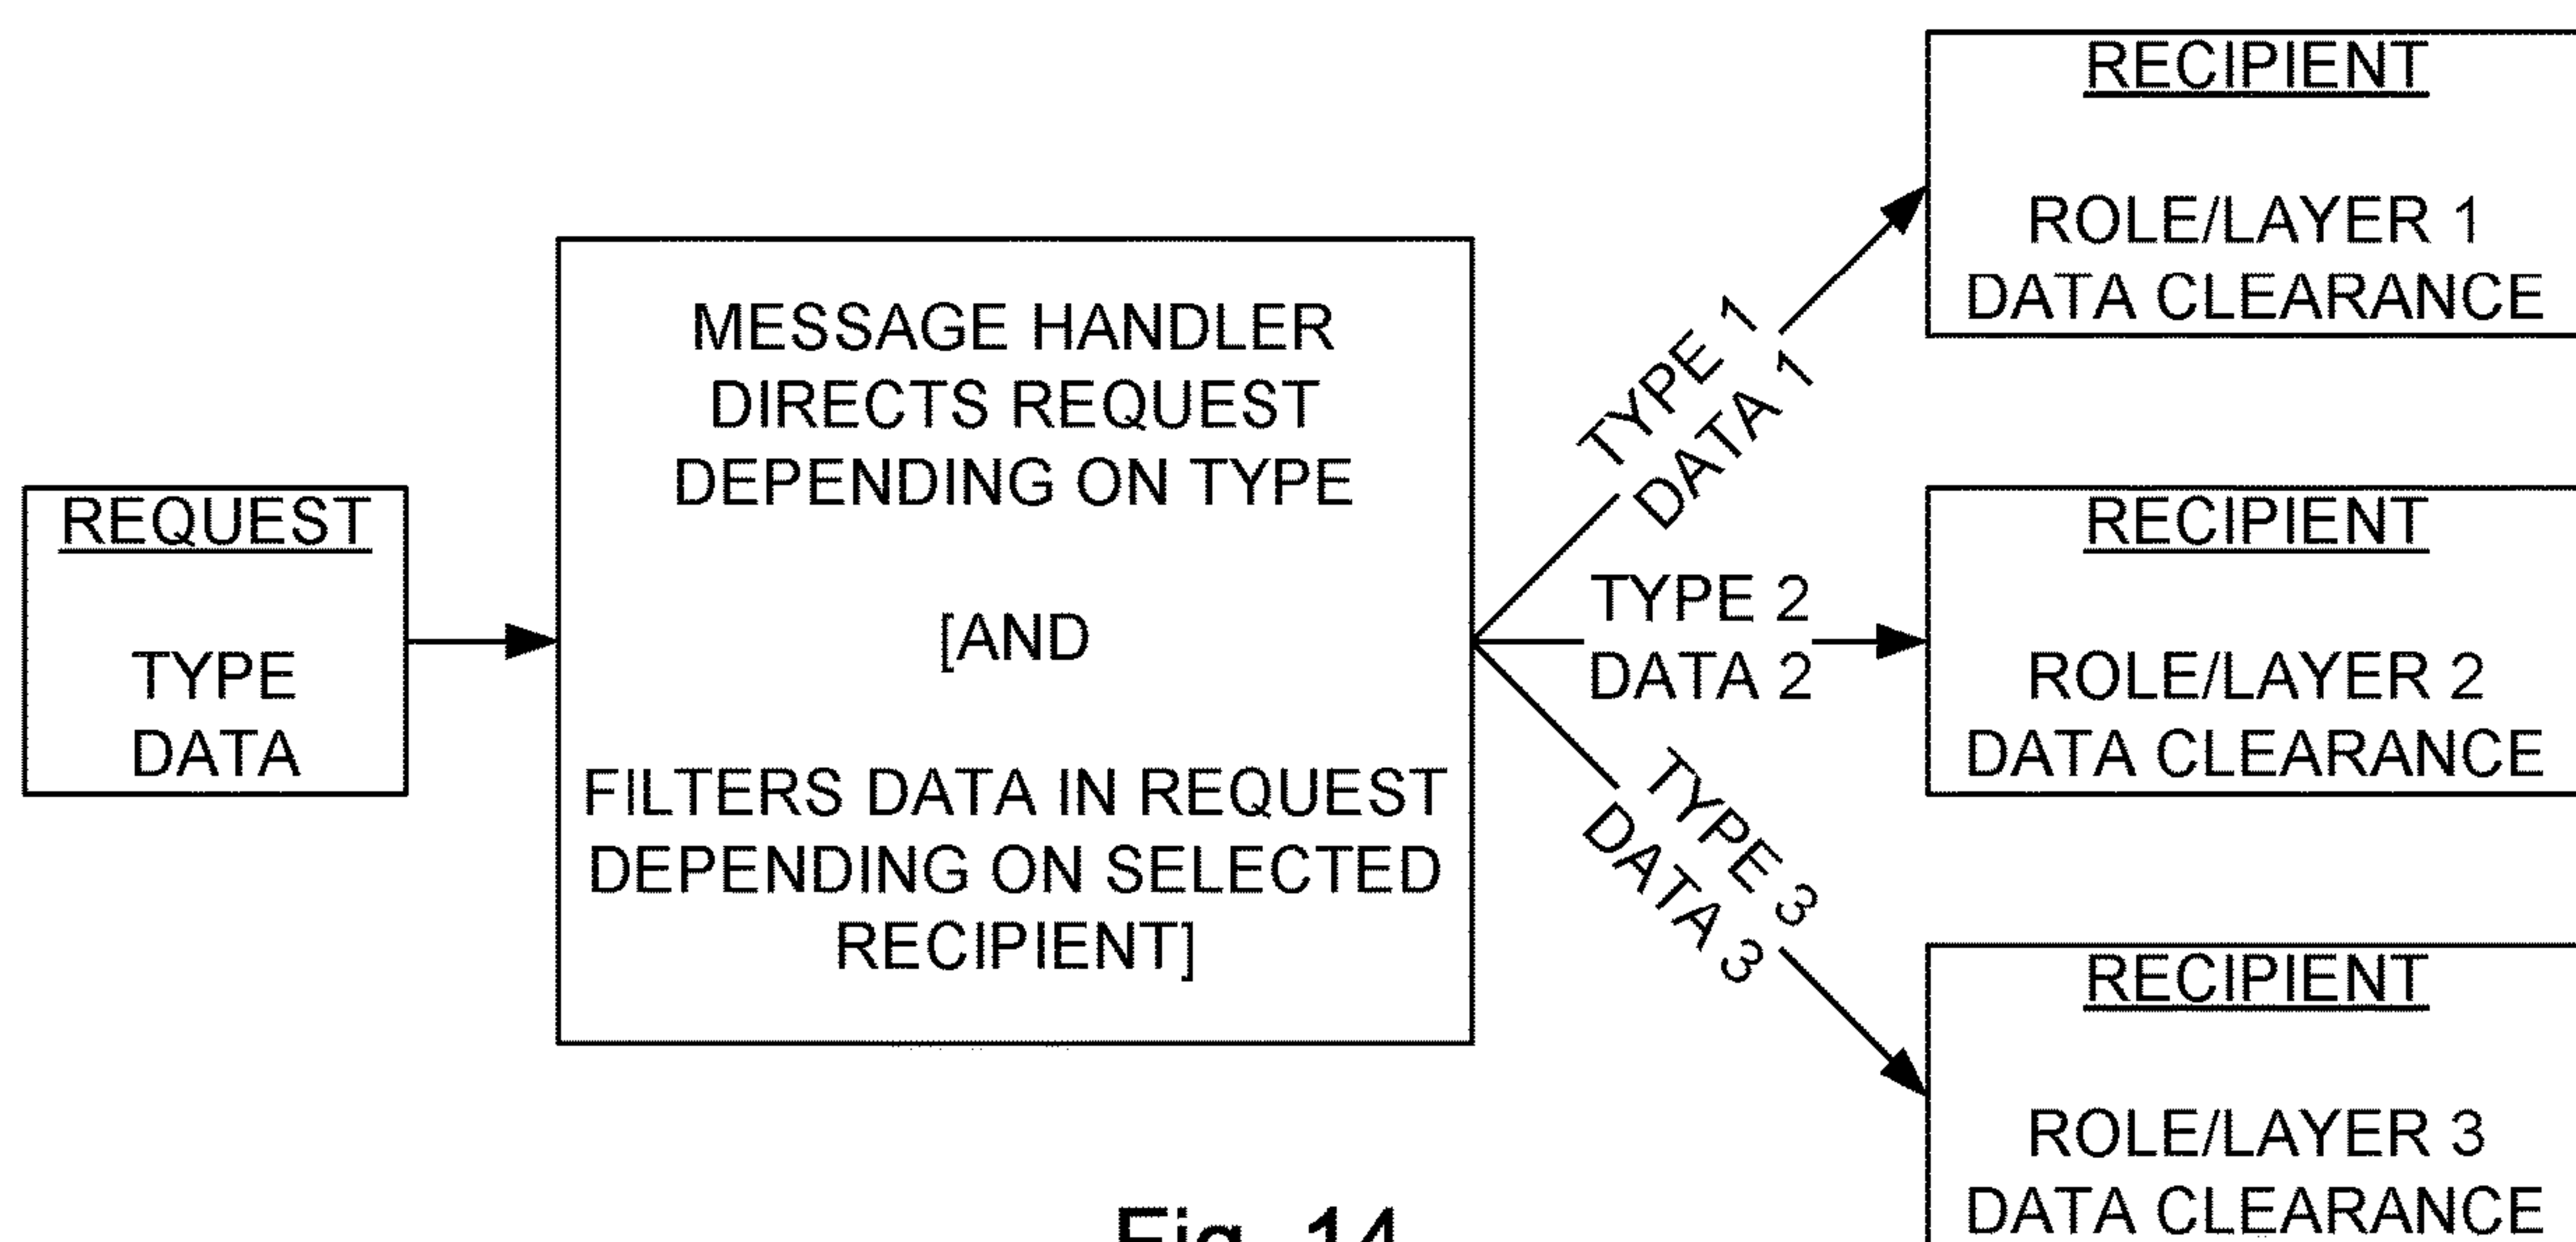 REQUEST
TYPE
DATA
MESSAGE HANDLER
DIRECTS REQUEST
DEPENDING ON TYPE
[AND
FILTERS DATA IN REQUEST
DEPENDING ON SELECTED
RECIPIENT]
TYPE 1
DATA 1
TYPE 2
DATA 2
TYPE 3
DATA 3
RECIPIENT
ROLE/LAYER 1
DATA CLEARANCE
RECIPIENT
ROLE/LAYER 2
DATA CLEARANCE
RECIPIENT
ROLE/LAYER 3
DATA CLEARANCE
Fig. 14